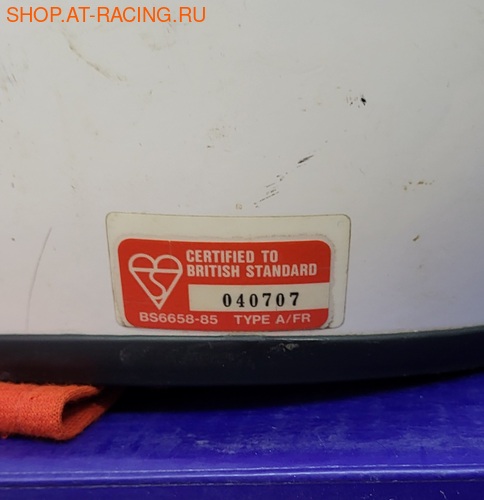 SHOP.AT-RACING.RU
CERTIFIED TO
BRITISH STANDARD
040707
BS6658-85 TYPE A/FR